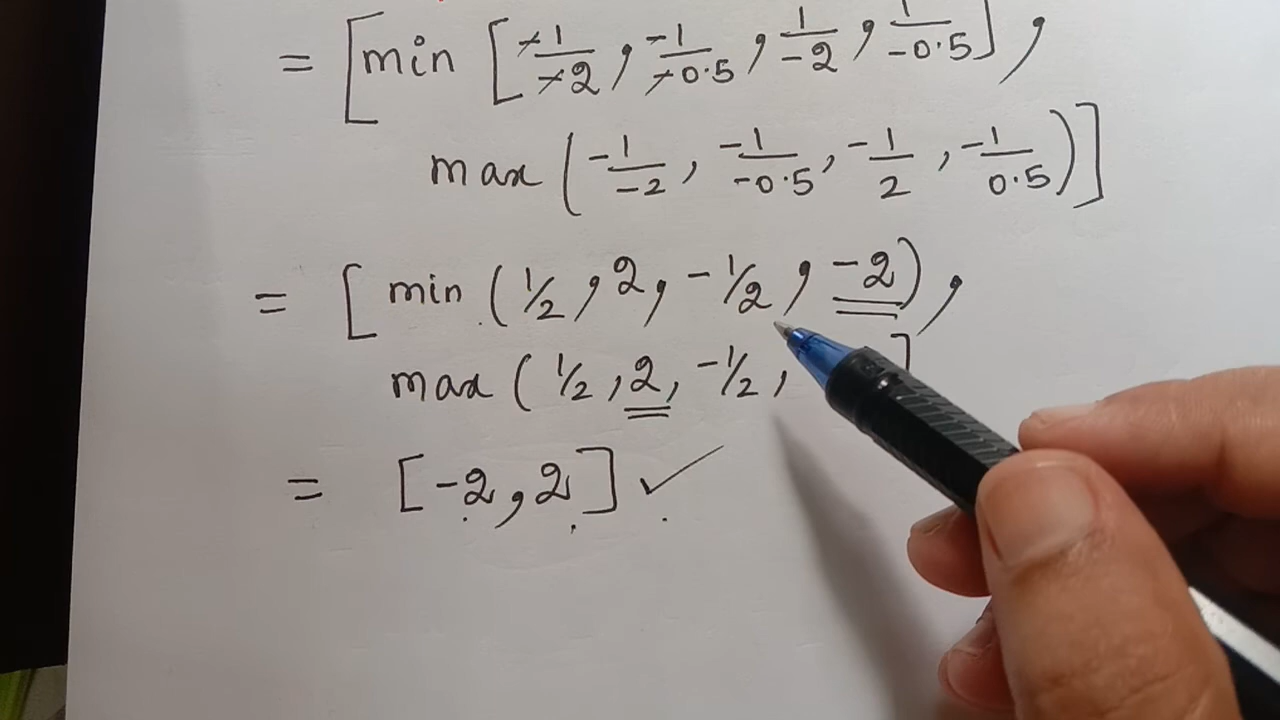 = [min [-1/-2, -1/-0.5, 1/-2, 1/-0.5],
max (-1/-2, -1/-0.5, -1/2, -1/0.5)]
= [min (1/2, 2, -1/2, -2),
max (1/2, 2, -1/2, ]
= [-2, 2] ✓